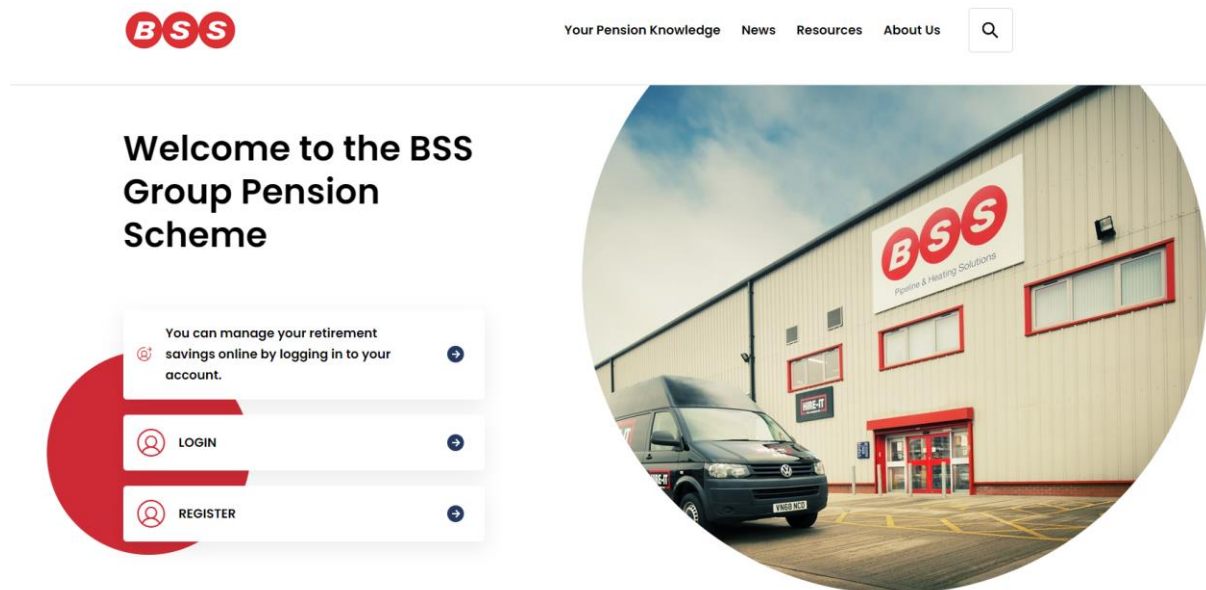 BSS
Your Pension Knowledge News Resources About Us
Welcome to the BSS
Group Pension
Scheme
You can manage your retirement
savings online by logging in to your
account.
LOGIN
REGISTER
BSS
Pipeline & Heating Solutions
HIRE-IT
VN68 NCD